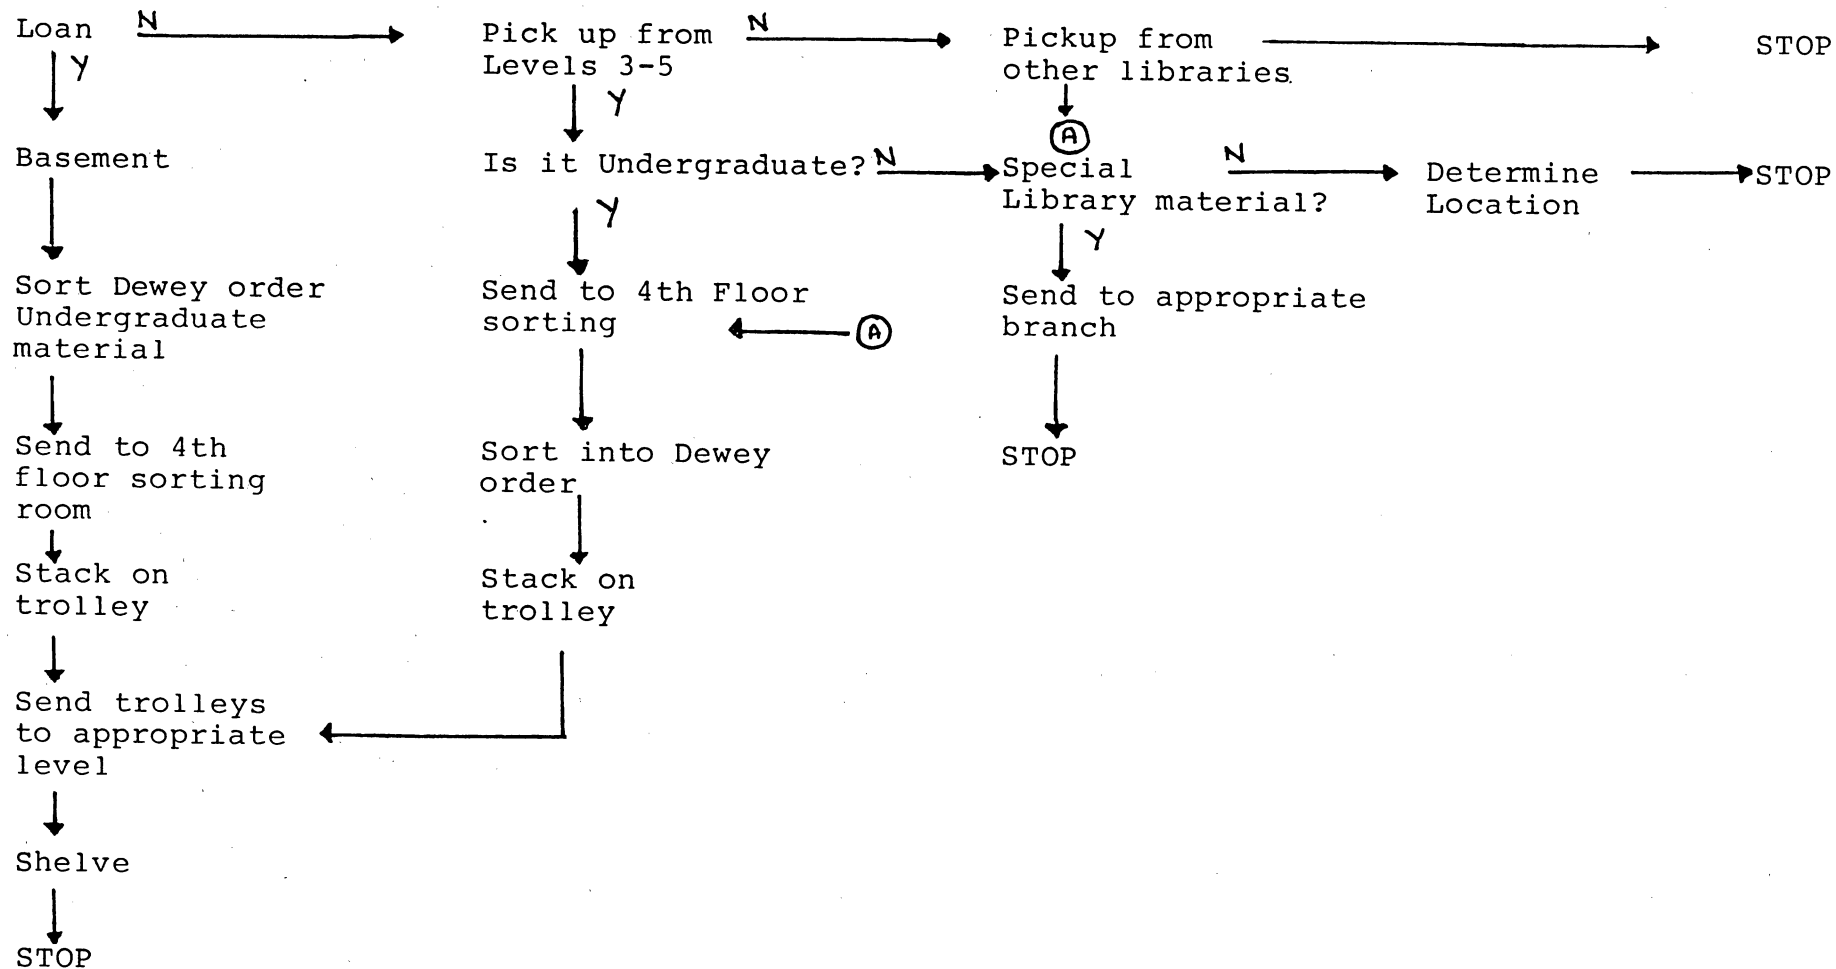 Loan
N
Y
Basement
Sort Dewey order
Undergraduate
material
Send to 4th
floor sorting
room
Stack on
trolley
Send trolleys
to appropriate
level
Shelve
STOP
Pick up from
Levels 3-5
N
Y
Is it Undergraduate?
N
Y
Send to 4th Floor
sorting
A
Sort into Dewey
order
Stack on
trolley
Pickup from
other libraries
A
Special
Library material?
N
Y
Send to appropriate
branch
STOP
Determine
Location
STOP
STOP